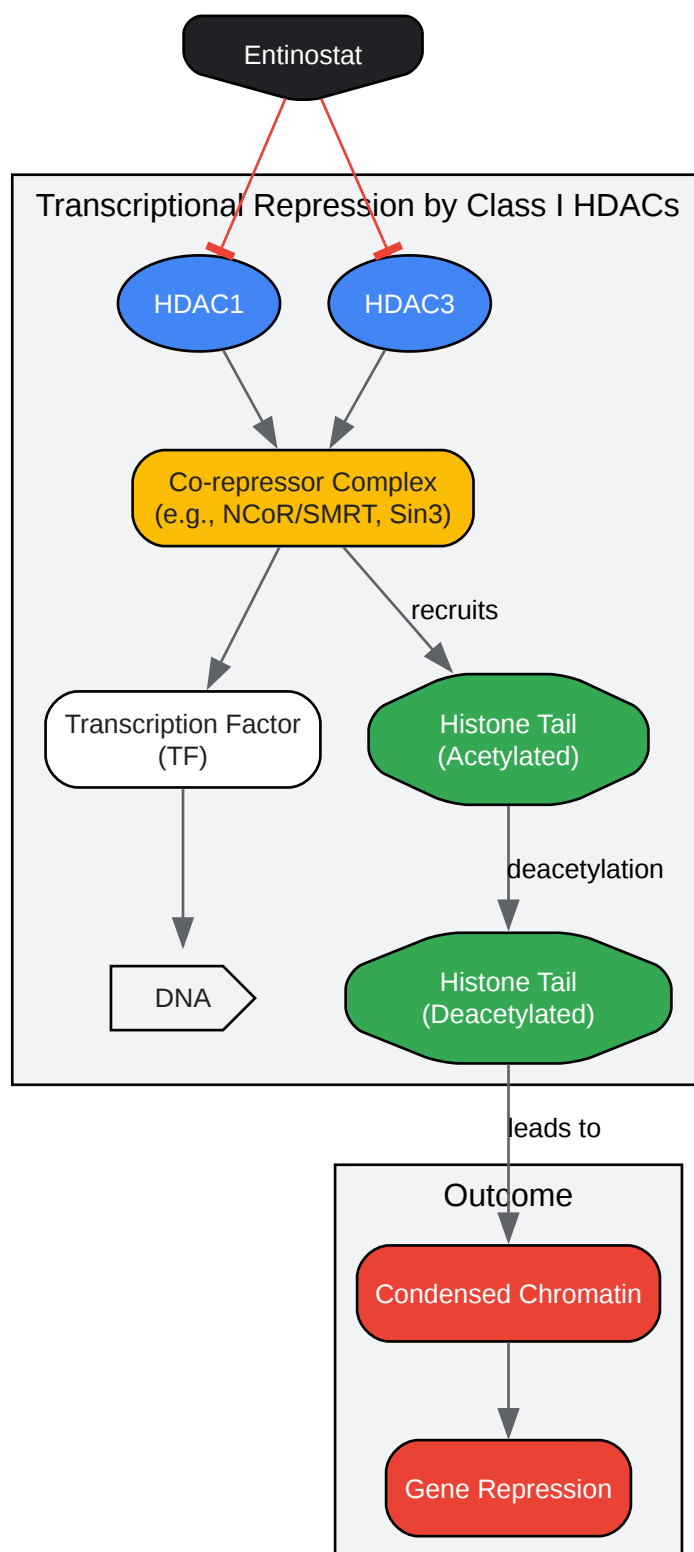 Entinostat
Transcriptional Repression by Class I HDACs
HDAC1
HDAC3
Co-repressor Complex
(e.g., NCoR/SMRT, Sin3)
recruits
Transcription Factor
(TF)
Histone Tail
(Acetylated)
deacetylation
DNA
Histone Tail
(Deacetylated)
leads to
Outcome
Condensed Chromatin
Gene Repression